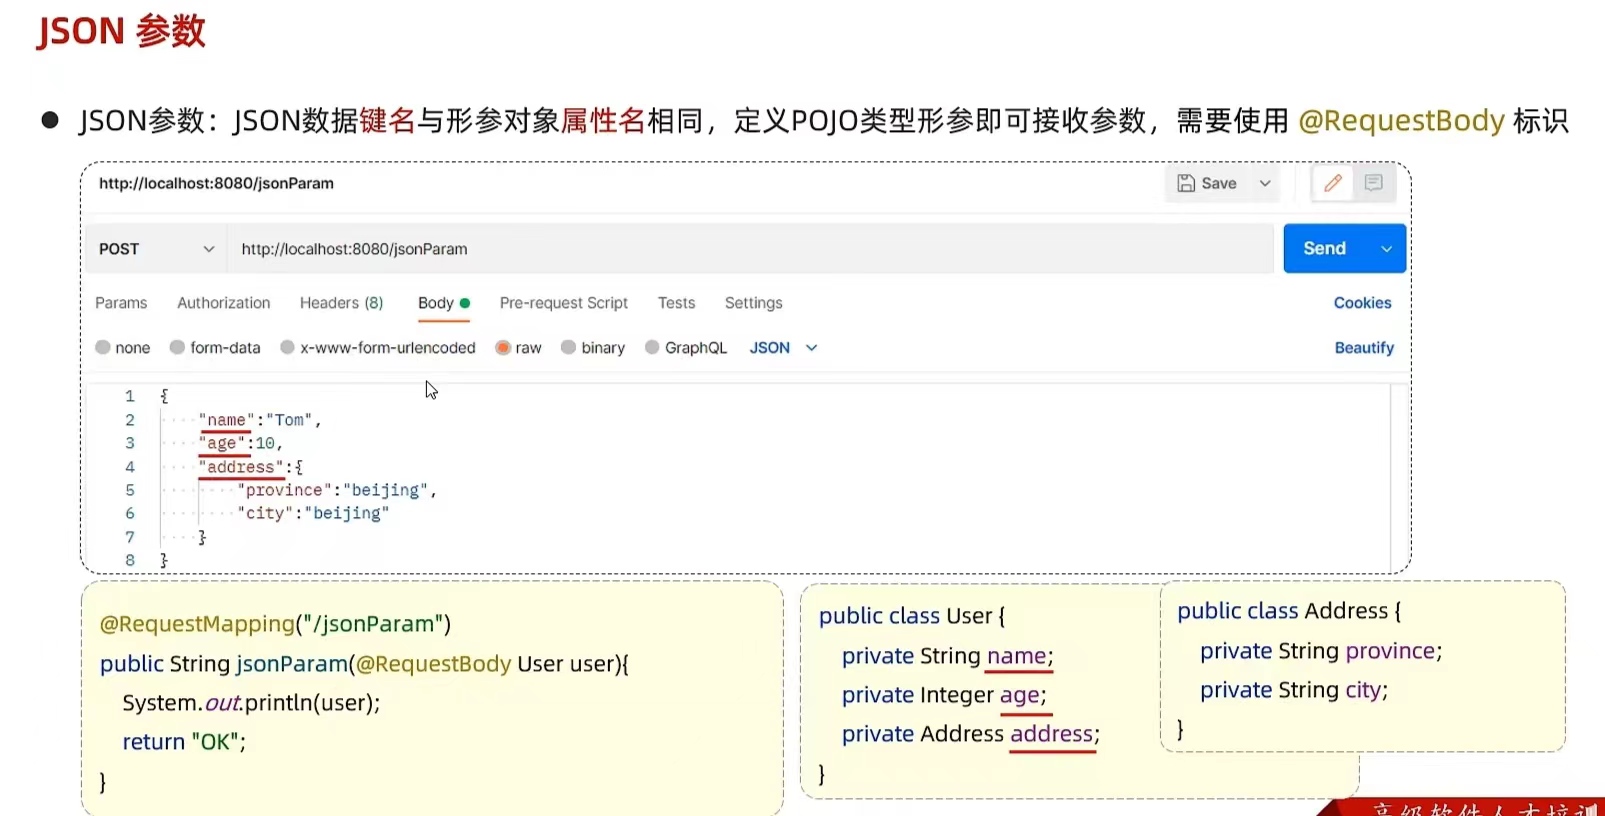 JSON 参数
● JSON参数：JSON数据键名与形参对象属性名相同，定义POJO类型形参即可接收参数，需要使用 @RequestBody 标识
http://localhost:8080/jsonParam
Save
POST
http://localhost:8080/jsonParam
Send
Params Authorization Headers (8) Body Pre-request Script Tests Settings Cookies
none form-data x-www-form-urlencoded raw binary GraphQL JSON Beautify
1 {
2 "name":"Tom",
3 "age":10,
4 "address":{
5 "province":"beijing",
6 "city":"beijing"
7 }
8 }
@RequestMapping("/jsonParam")
public String jsonParam(@RequestBody User user){
System.out.println(user);
return "OK";
}
public class User {
private String name;
private Integer age;
private Address address;
}
public class Address {
private String province;
private String city;
}
高级软件人才培训